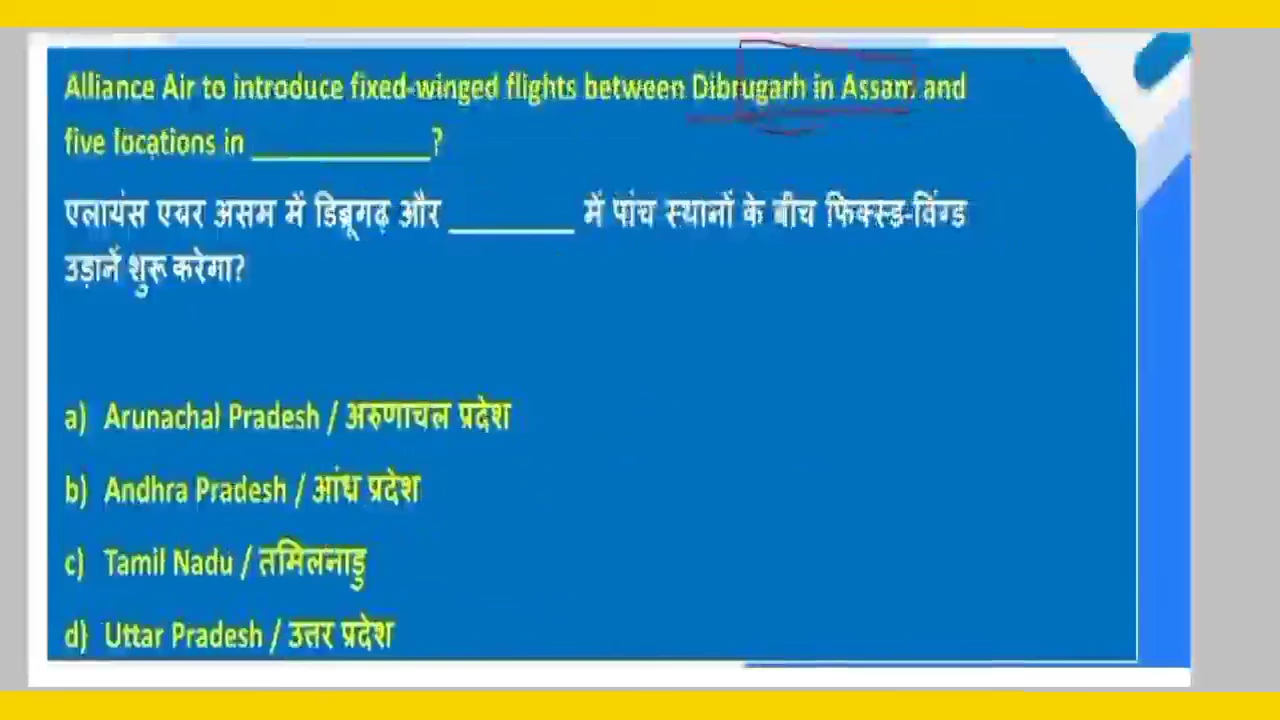 Alliance Air to introduce fixed-winged flights between Dibrugarh in Assam and
five locations in ______________?
एलायंस एयर असम में डिब्रूगढ़ और __________ में पांच स्थानों के बीच फिक्स्ड-विंग्ड
उड़ानें शुरू करेगा?
a) Arunachal Pradesh / अरुणाचल प्रदेश
b) Andhra Pradesh / आंध्र प्रदेश
c) Tamil Nadu / तमिलनाडु
d) Uttar Pradesh / उत्तर प्रदेश